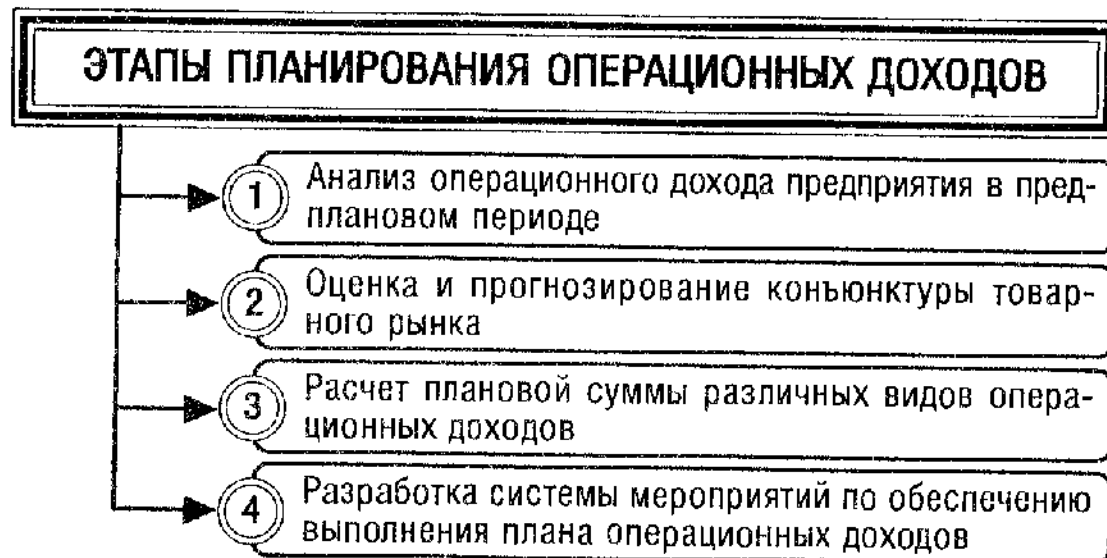 ЭТАПЫ ПЛАНИРОВАНИЯ ОПЕРАЦИОННЫХ ДОХОДОВ
1 Анализ операционного дохода предприятия в пред-
плановом периоде
2 Оценка и прогнозирование конъюнктуры товар-
ного рынка
3 Расчет плановой суммы различных видов опера-
ционных доходов
4 Разработка системы мероприятий по обеспечению
выполнения плана операционных доходов